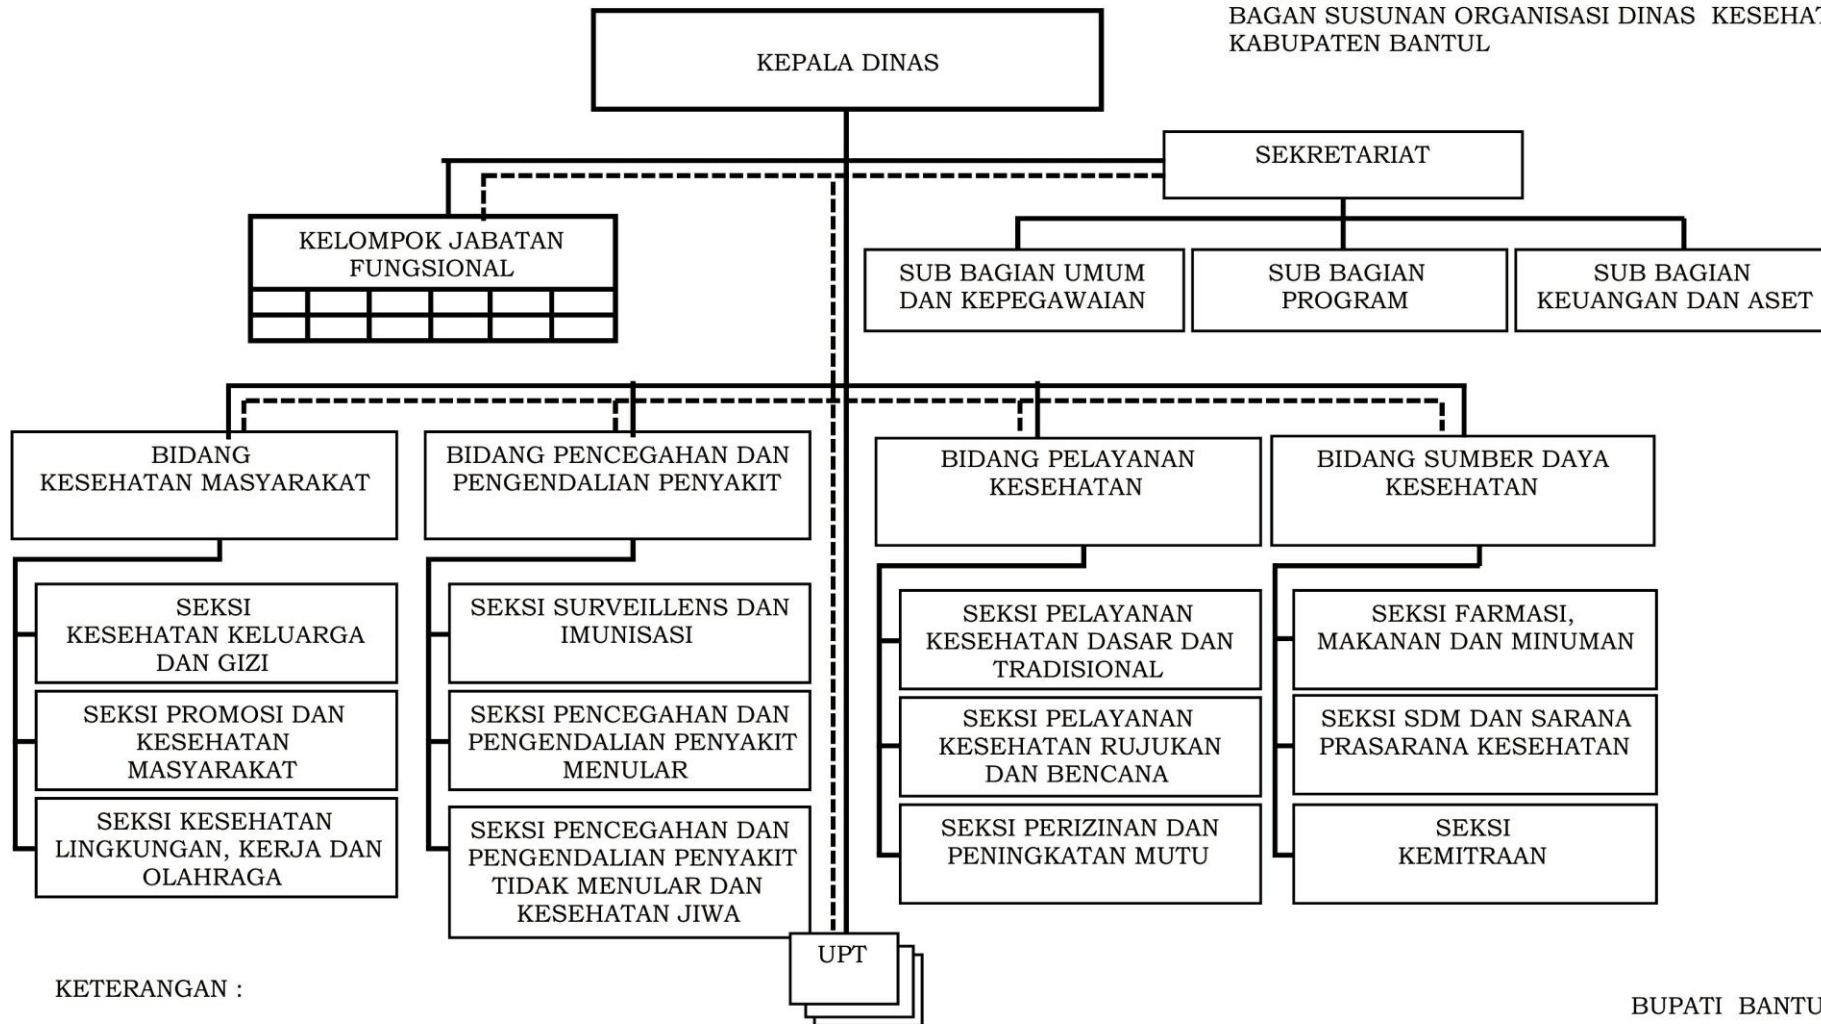 BAGAN SUSUNAN ORGANISASI DINAS KESEHAT
KABUPATEN BANTUL
KEPALA DINAS
SEKRETARIAT
KELOMPOK JABATAN
FUNGSIONAL
SUB BAGIAN UMUM
DAN KEPEGAWAIAN
SUB BAGIAN
PROGRAM
SUB BAGIAN
KEUANGAN DAN ASET
BIDANG
KESEHATAN MASYARAKAT
BIDANG PENCEGAHAN DAN
PENGENDALIAN PENYAKIT
BIDANG PELAYANAN
KESEHATAN
BIDANG SUMBER DAYA
KESEHATAN
SEKSI
KESEHATAN KELUARGA
DAN GIZI
SEKSI PROMOSI DAN
KESEHATAN
MASYARAKAT
SEKSI KESEHATAN
LINGKUNGAN, KERJA DAN
OLAHRAGA
SEKSI SURVEILLENS DAN
IMUNISASI
SEKSI PENCEGAHAN DAN
PENGENDALIAN PENYAKIT
MENULAR
SEKSI PENCEGAHAN DAN
PENGENDALIAN PENYAKIT
TIDAK MENULAR DAN
KESEHATAN JIWA
SEKSI PELAYANAN
KESEHATAN DASAR DAN
TRADISIONAL
SEKSI PELAYANAN
KESEHATAN RUJUKAN
DAN BENCANA
SEKSI PERIZINAN DAN
PENINGKATAN MUTU
SEKSI FARMASI,
MAKANAN DAN MINUMAN
SEKSI SDM DAN SARANA
PRASARANA KESEHATAN
SEKSI
KEMITRAAN
UPT
KETERANGAN :
BUPATI BANTU